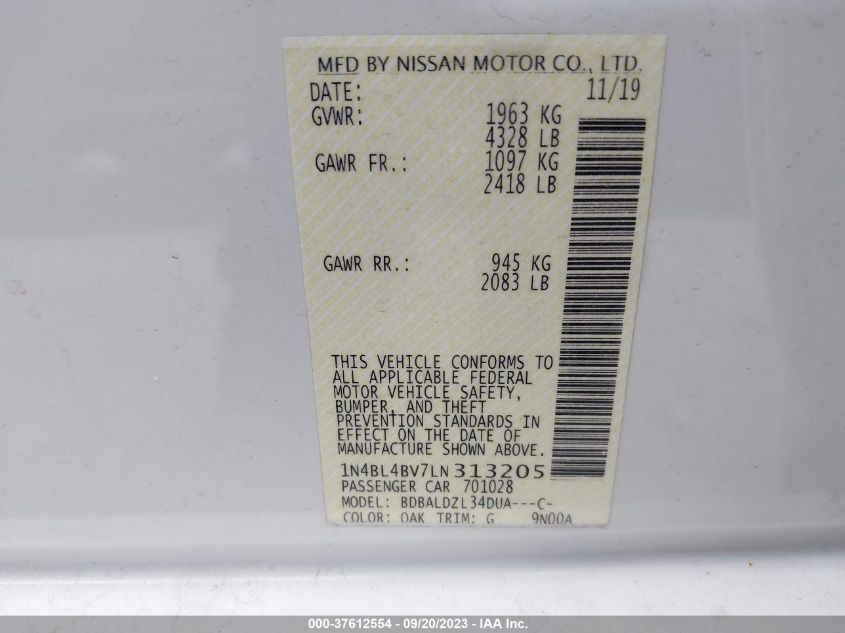 MFD BY NISSAN MOTOR CO., LTD.
DATE: 11/19
GVWR: 1963 KG
4328 LB
GAWR FR.: 1097 KG
2418 LB
GAWR RR.: 945 KG
2083 LB
THIS VEHICLE CONFORMS TO
ALL APPLICABLE FEDERAL
MOTOR VEHICLE SAFETY,
BUMPER, AND THEFT
PREVENTION STANDARDS IN
EFFECT ON THE DATE OF
MANUFACTURE SHOWN ABOVE.
1N4BL4BV7LN313205
PASSENGER CAR 701028
MODEL: BDBALDZL34DUA---C-
COLOR: QAK TRIM: G 9N00A
000-37612554 - 09/20/2023 - IAA Inc.